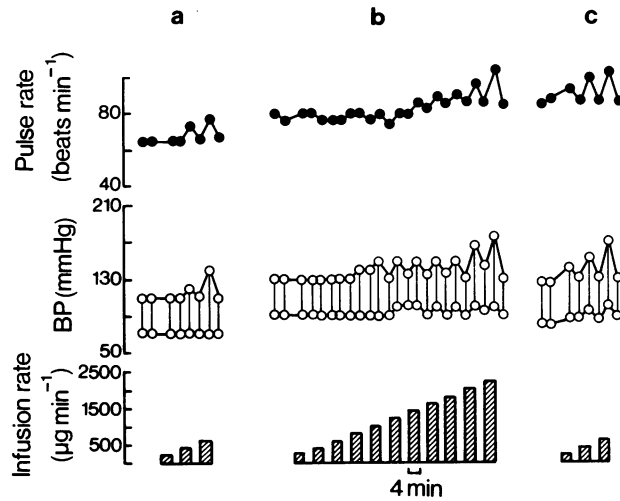 a b c
Pulse rate
(beats min⁻¹)
80
40
BP (mmHg)
210
130
50
Infusion rate
(µg min⁻¹)
2500
1500
500
4 min